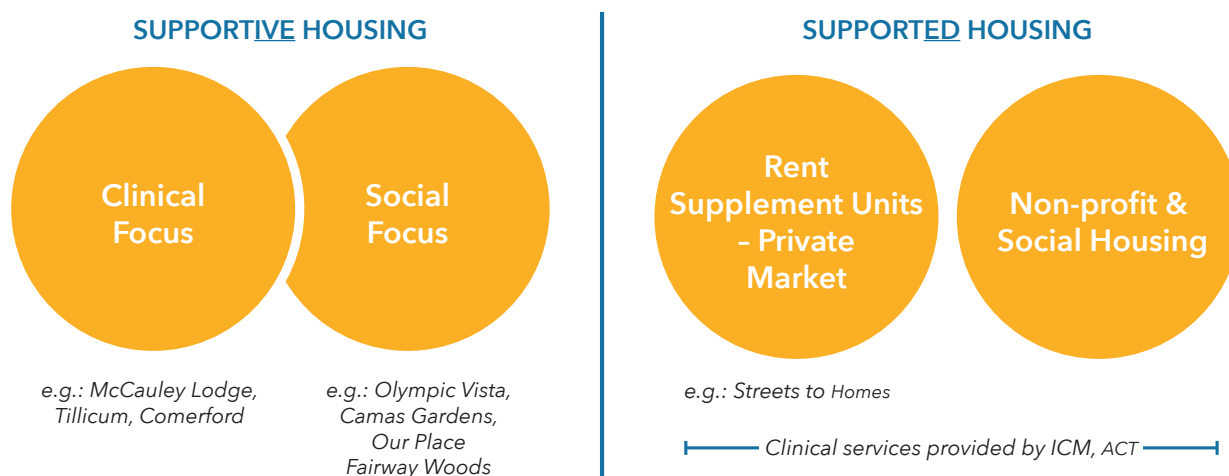 SUPPORTIVE HOUSING
Clinical
Focus
Social
Focus
e.g.: McCauley Lodge,
Tillicum, Comerford
e.g.: Olympic Vista,
Camas Gardens,
Our Place
Fairway Woods
SUPPORTED HOUSING
Rent
Supplement Units
– Private
Market
Non-profit &
Social Housing
e.g.: Streets to Homes
Clinical services provided by ICM, ACT